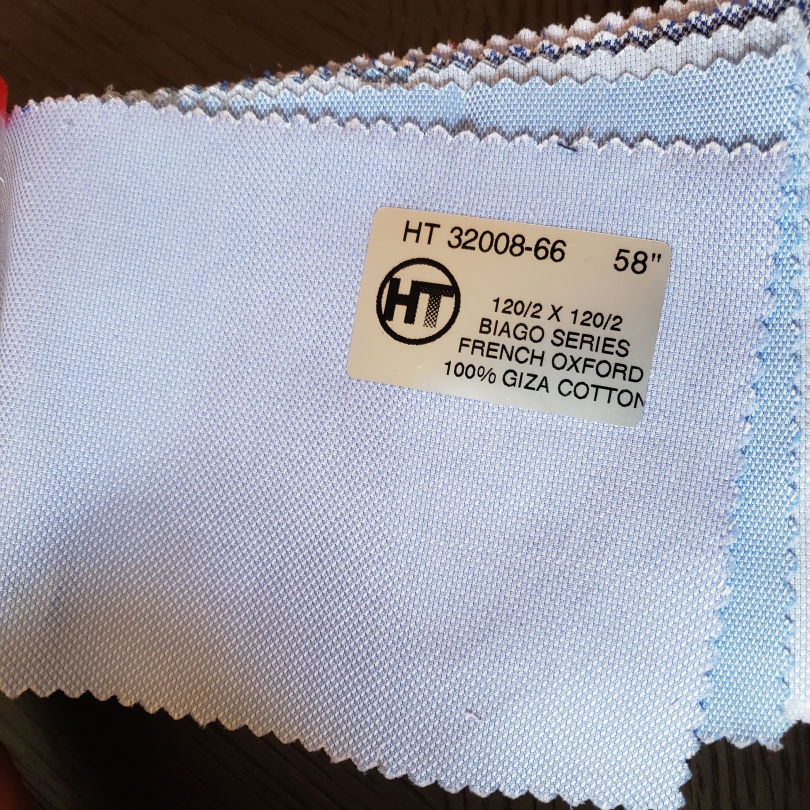 HT 32008-66 58"
HT
120/2 X 120/2
BIAGO SERIES
FRENCH OXFORD
100% GIZA COTTON